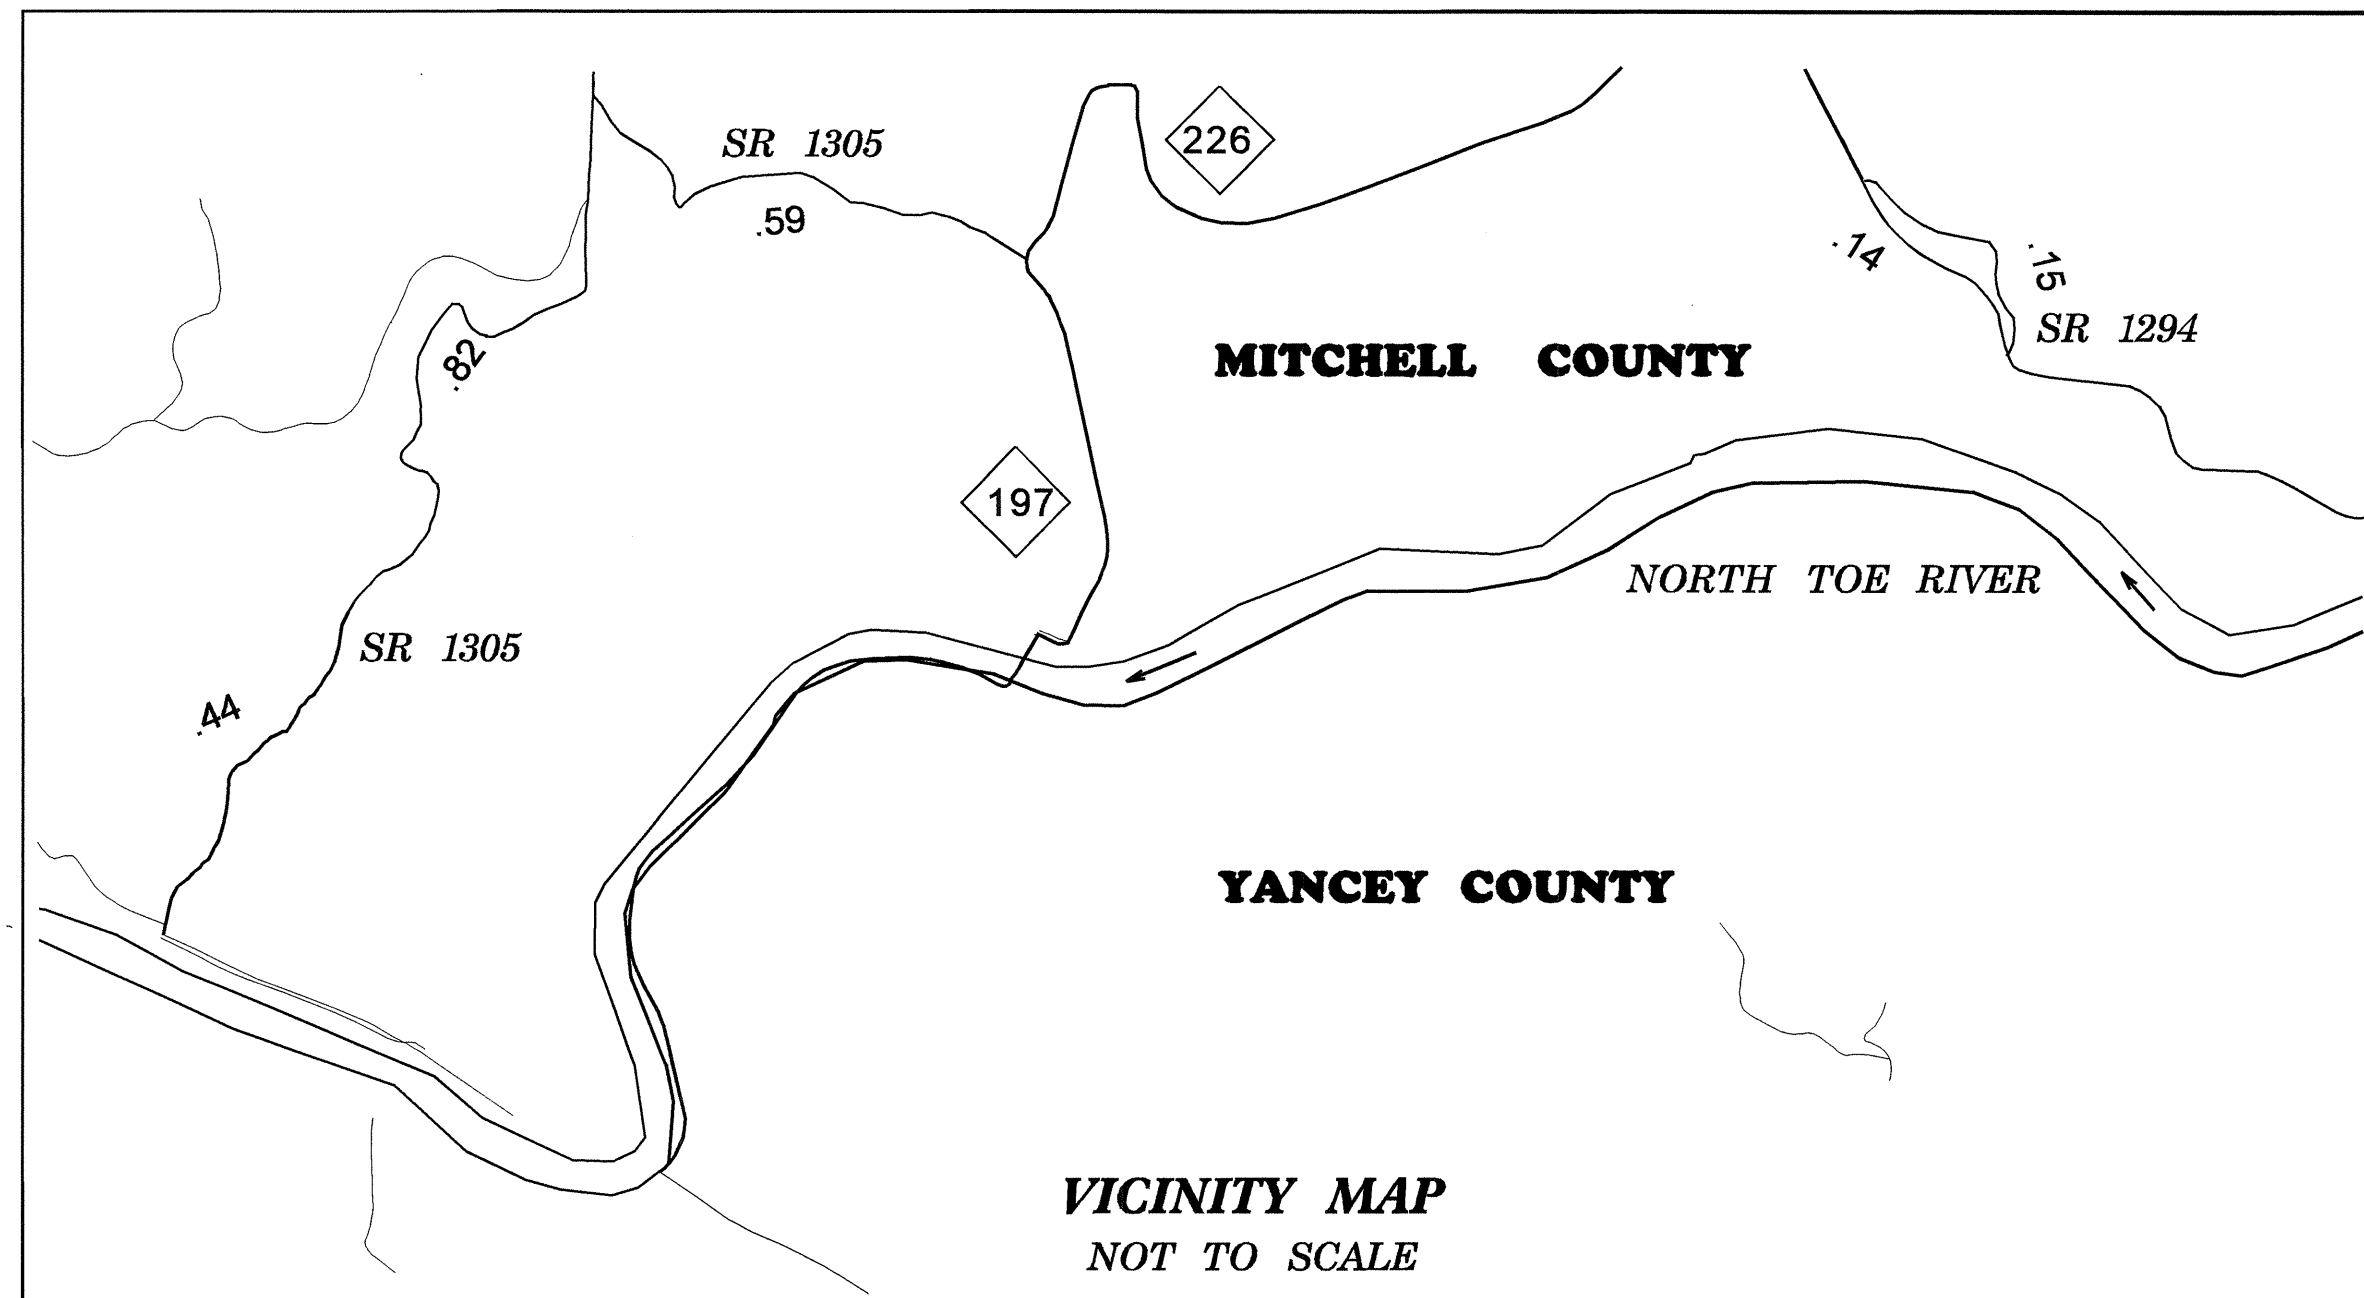 SR 1305
226
.59
.14
.15
SR 1294
.82
MITCHELL COUNTY
197
NORTH TOE RIVER
SR 1305
.44
YANCEY COUNTY
VICINITY MAP
NOT TO SCALE